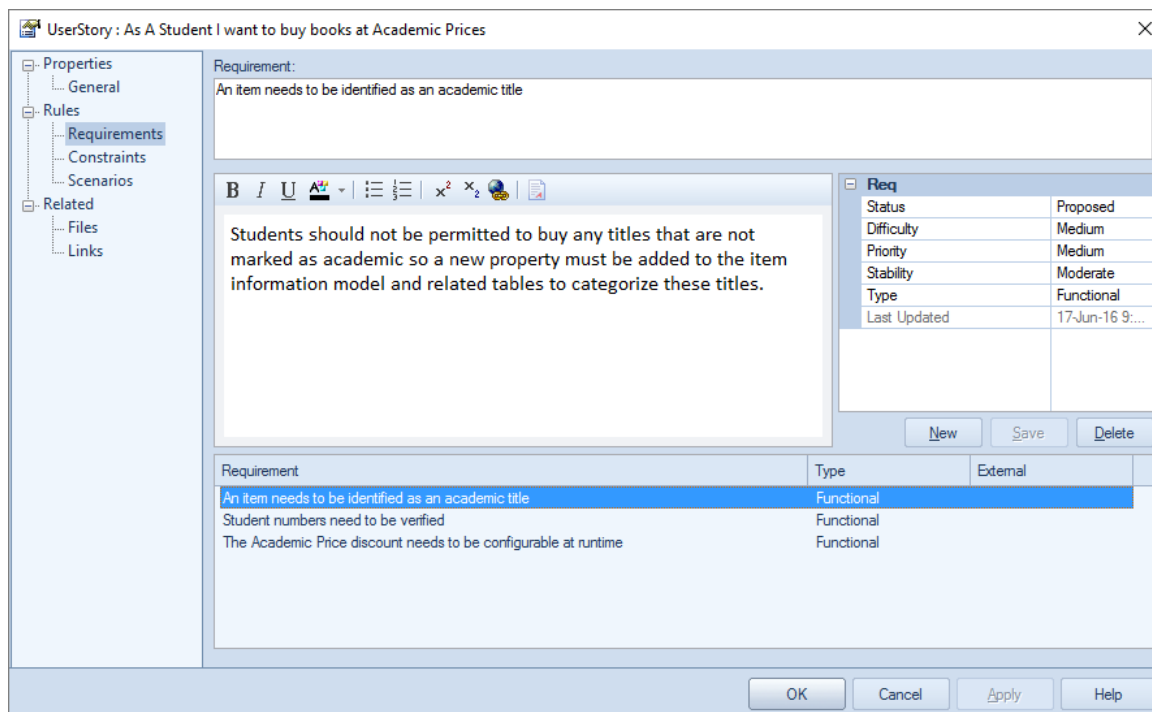 UserStory : As A Student I want to buy books at Academic Prices
Properties
General
Rules
Requirements
Constraints
Scenarios
Related
Files
Links
Requirement:
An item needs to be identified as an academic title
B I U A x² x₂
Students should not be permitted to buy any titles that are not
marked as academic so a new property must be added to the item
information model and related tables to categorize these titles.
Req
Status Proposed
Difficulty Medium
Priority Medium
Stability Moderate
Type Functional
Last Updated 17-Jun-16 9:...
New Save Delete
Requirement Type External
An item needs to be identified as an academic title Functional
Student numbers need to be verified Functional
The Academic Price discount needs to be configurable at runtime Functional
OK Cancel Apply Help